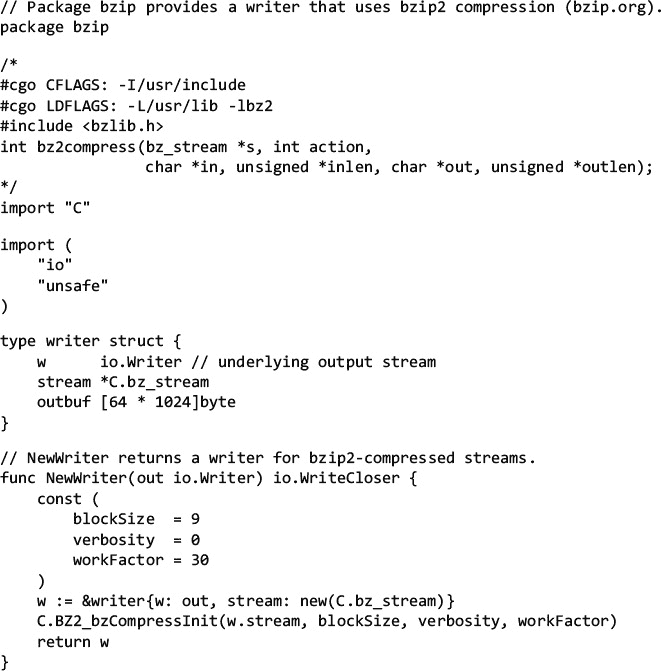 // Package bzip provides a writer that uses bzip2 compression (bzip.org).
package bzip

/*
#cgo CFLAGS: -I/usr/include
#cgo LDFLAGS: -L/usr/lib -lbz2
#include <bzlib.h>
int bz2compress(bz_stream *s, int action,
                char *in, unsigned *inlen, char *out, unsigned *outlen);
*/
import "C"

import (
    "io"
    "unsafe"
)

type writer struct {
    w      io.Writer // underlying output stream
    stream *C.bz_stream
    outbuf [64 * 1024]byte
}

// NewWriter returns a writer for bzip2-compressed streams.
func NewWriter(out io.Writer) io.WriteCloser {
    const (
        blockSize  = 9
        verbosity  = 0
        workFactor = 30
    )
    w := &writer{w: out, stream: new(C.bz_stream)}
    C.BZ2_bzCompressInit(w.stream, blockSize, verbosity, workFactor)
    return w
}